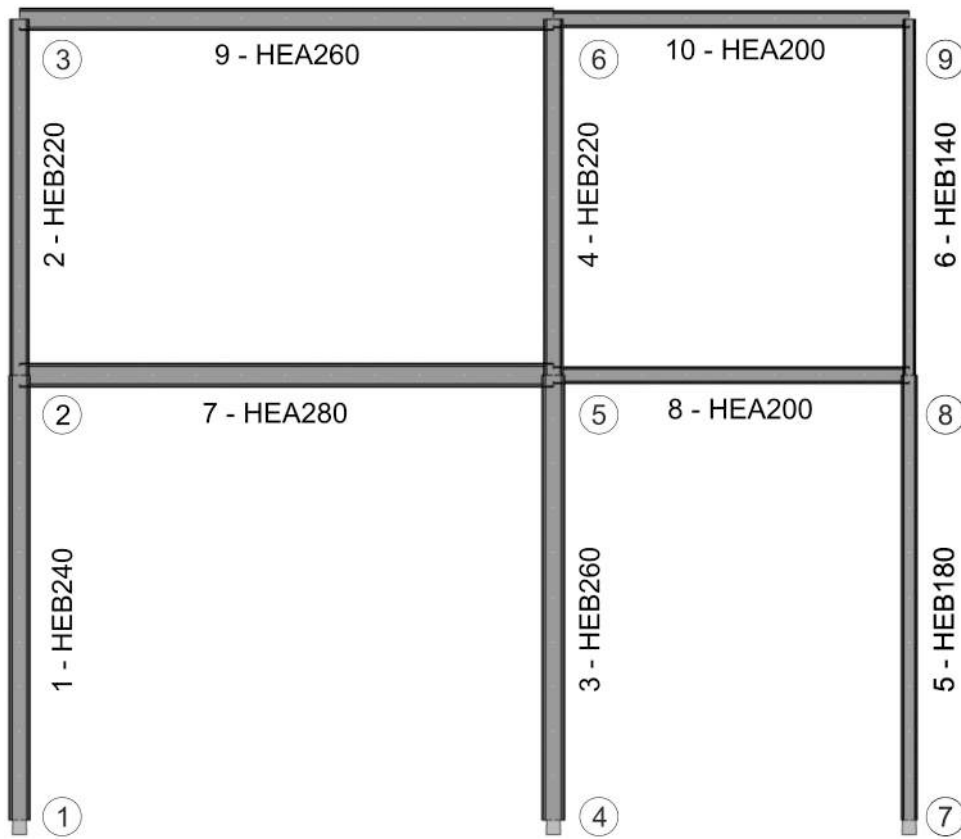 3
9 - HEA260
6
10 - HEA200
9
2 - HEB220
4 - HEB220
6 - HEB140
2
7 - HEA280
5
8 - HEA200
8
1 - HEB240
3 - HEB260
5 - HEB180
1
4
7